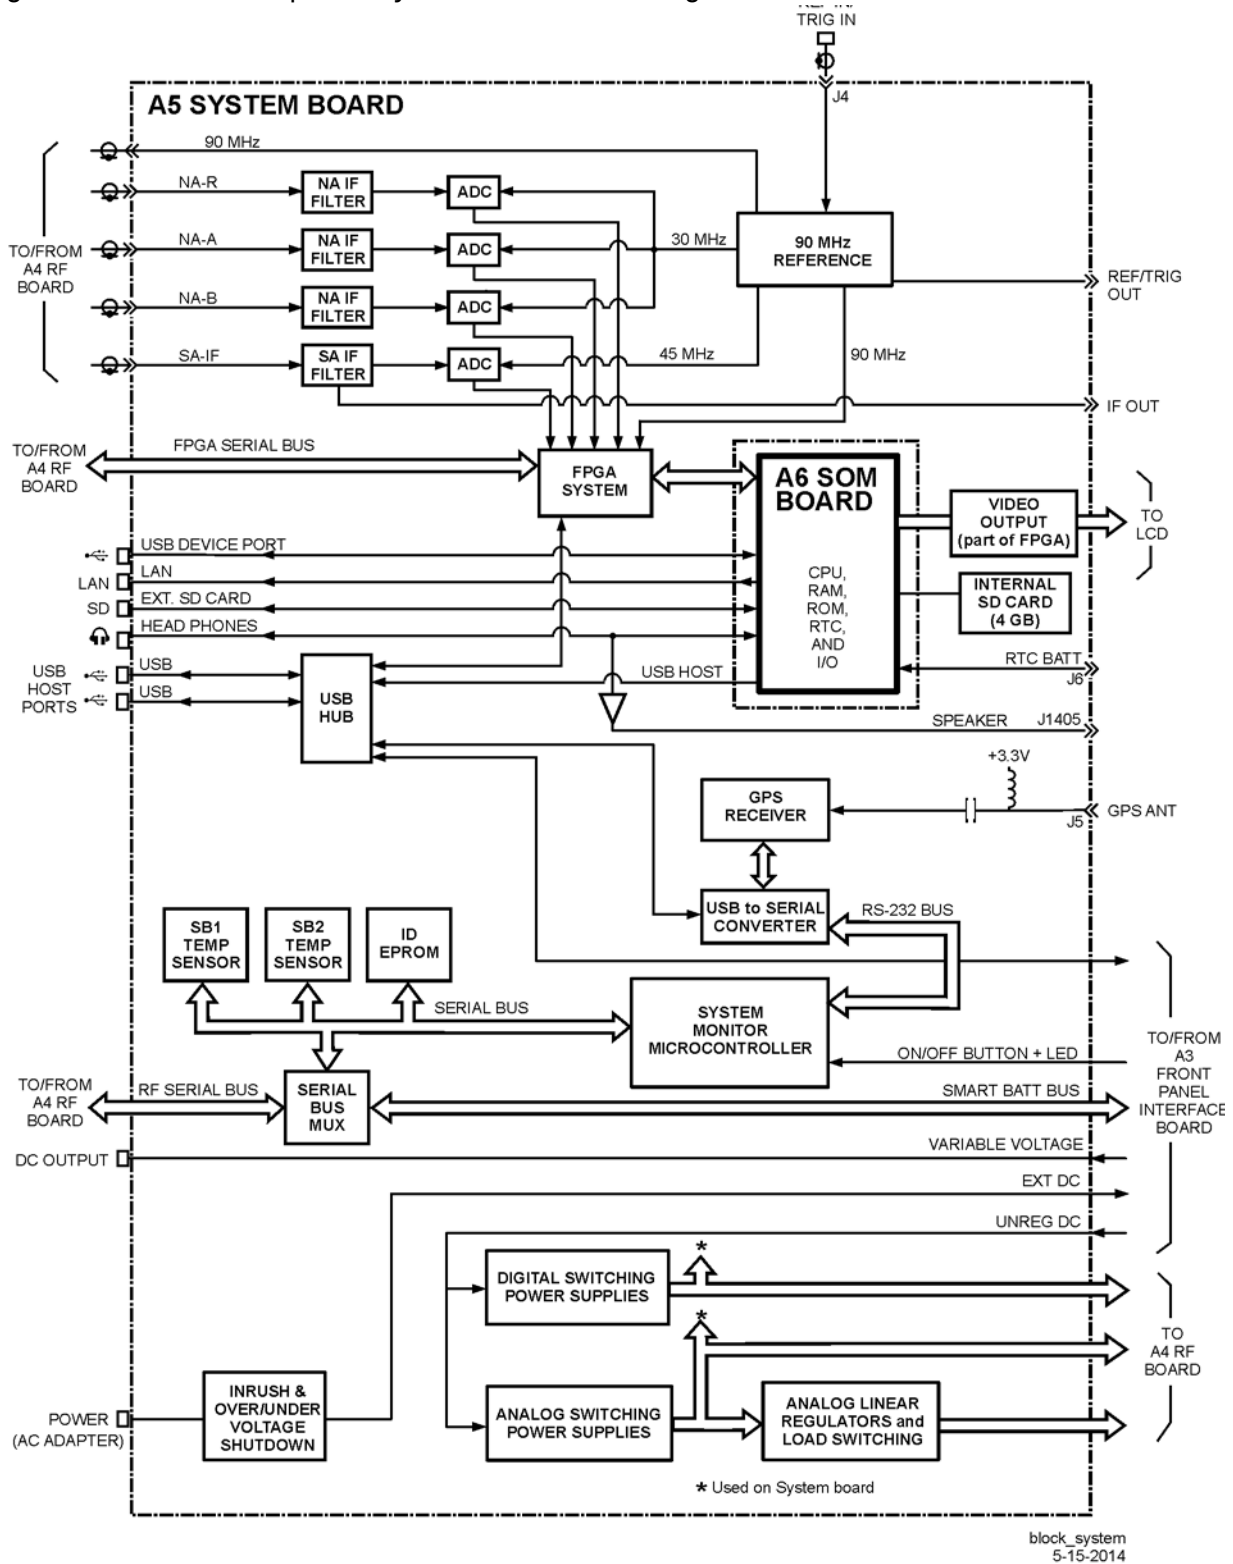 TRIG IN
J4
A5 SYSTEM BOARD
90 MHz
NA-R
NA IF
FILTER
ADC
NA-A
NA IF
FILTER
ADC
30 MHz
90 MHz
REFERENCE
TO/FROM
A4 RF
BOARD
REF/TRIG
OUT
NA-B
NA IF
FILTER
ADC
SA-IF
SA IF
FILTER
ADC
45 MHz
90 MHz
IF OUT
TO/FROM
A4 RF
BOARD
FPGA SERIAL BUS
FPGA
SYSTEM
A6 SOM
BOARD
CPU,
RAM,
ROM,
RTC,
AND
I/O
VIDEO
OUTPUT
(part of FPGA)
TO
LCD
INTERNAL
SD CARD
(4 GB)
USB DEVICE PORT
LAN
LAN
SD
EXT. SD CARD
HEAD PHONES
USB
HOST
PORTS
USB
USB
USB
HUB
USB HOST
RTC BATT
J6
SPEAKER
J1405
+3.3V
GPS
RECEIVER
J5
GPS ANT
USB to SERIAL
CONVERTER
RS-232 BUS
SB1
TEMP
SENSOR
SB2
TEMP
SENSOR
ID
EPROM
SERIAL BUS
SYSTEM
MONITOR
MICROCONTROLLER
ON/OFF BUTTON + LED
TO/FROM
A3
FRONT
PANEL
INTERFACE
BOARD
TO/FROM
A4 RF
BOARD
RF SERIAL BUS
SERIAL
BUS
MUX
SMART BATT BUS
DC OUTPUT
VARIABLE VOLTAGE
EXT DC
UNREG DC
DIGITAL SWITCHING
POWER SUPPLIES
*
*
TO
A4 RF
BOARD
POWER
(AC ADAPTER)
INRUSH &
OVER/UNDER
VOLTAGE
SHUTDOWN
ANALOG SWITCHING
POWER SUPPLIES
ANALOG LINEAR
REGULATORS and
LOAD SWITCHING
* Used on System board
block_system
5-15-2014